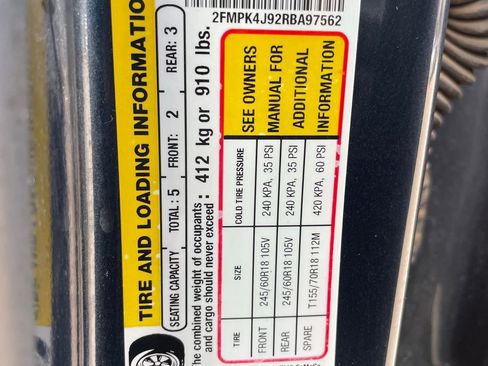 2FMPK4J92RBA97562
TIRE AND LOADING INFORMATION
SEATING CAPACITY TOTAL : 5 FRONT: 2 REAR: 3
The combined weight of occupants
and cargo should never exceed : 412 kg or 910 lbs.
TIRE SIZE COLD TIRE PRESSURE
FRONT 245/60R18 105V 240 KPA, 35 PSI
REAR 245/60R18 105V 240 KPA, 35 PSI
SPARE T155/70R18 112M 420 KPA, 60 PSI
SEE OWNERS
MANUAL FOR
ADDITIONAL
INFORMATION